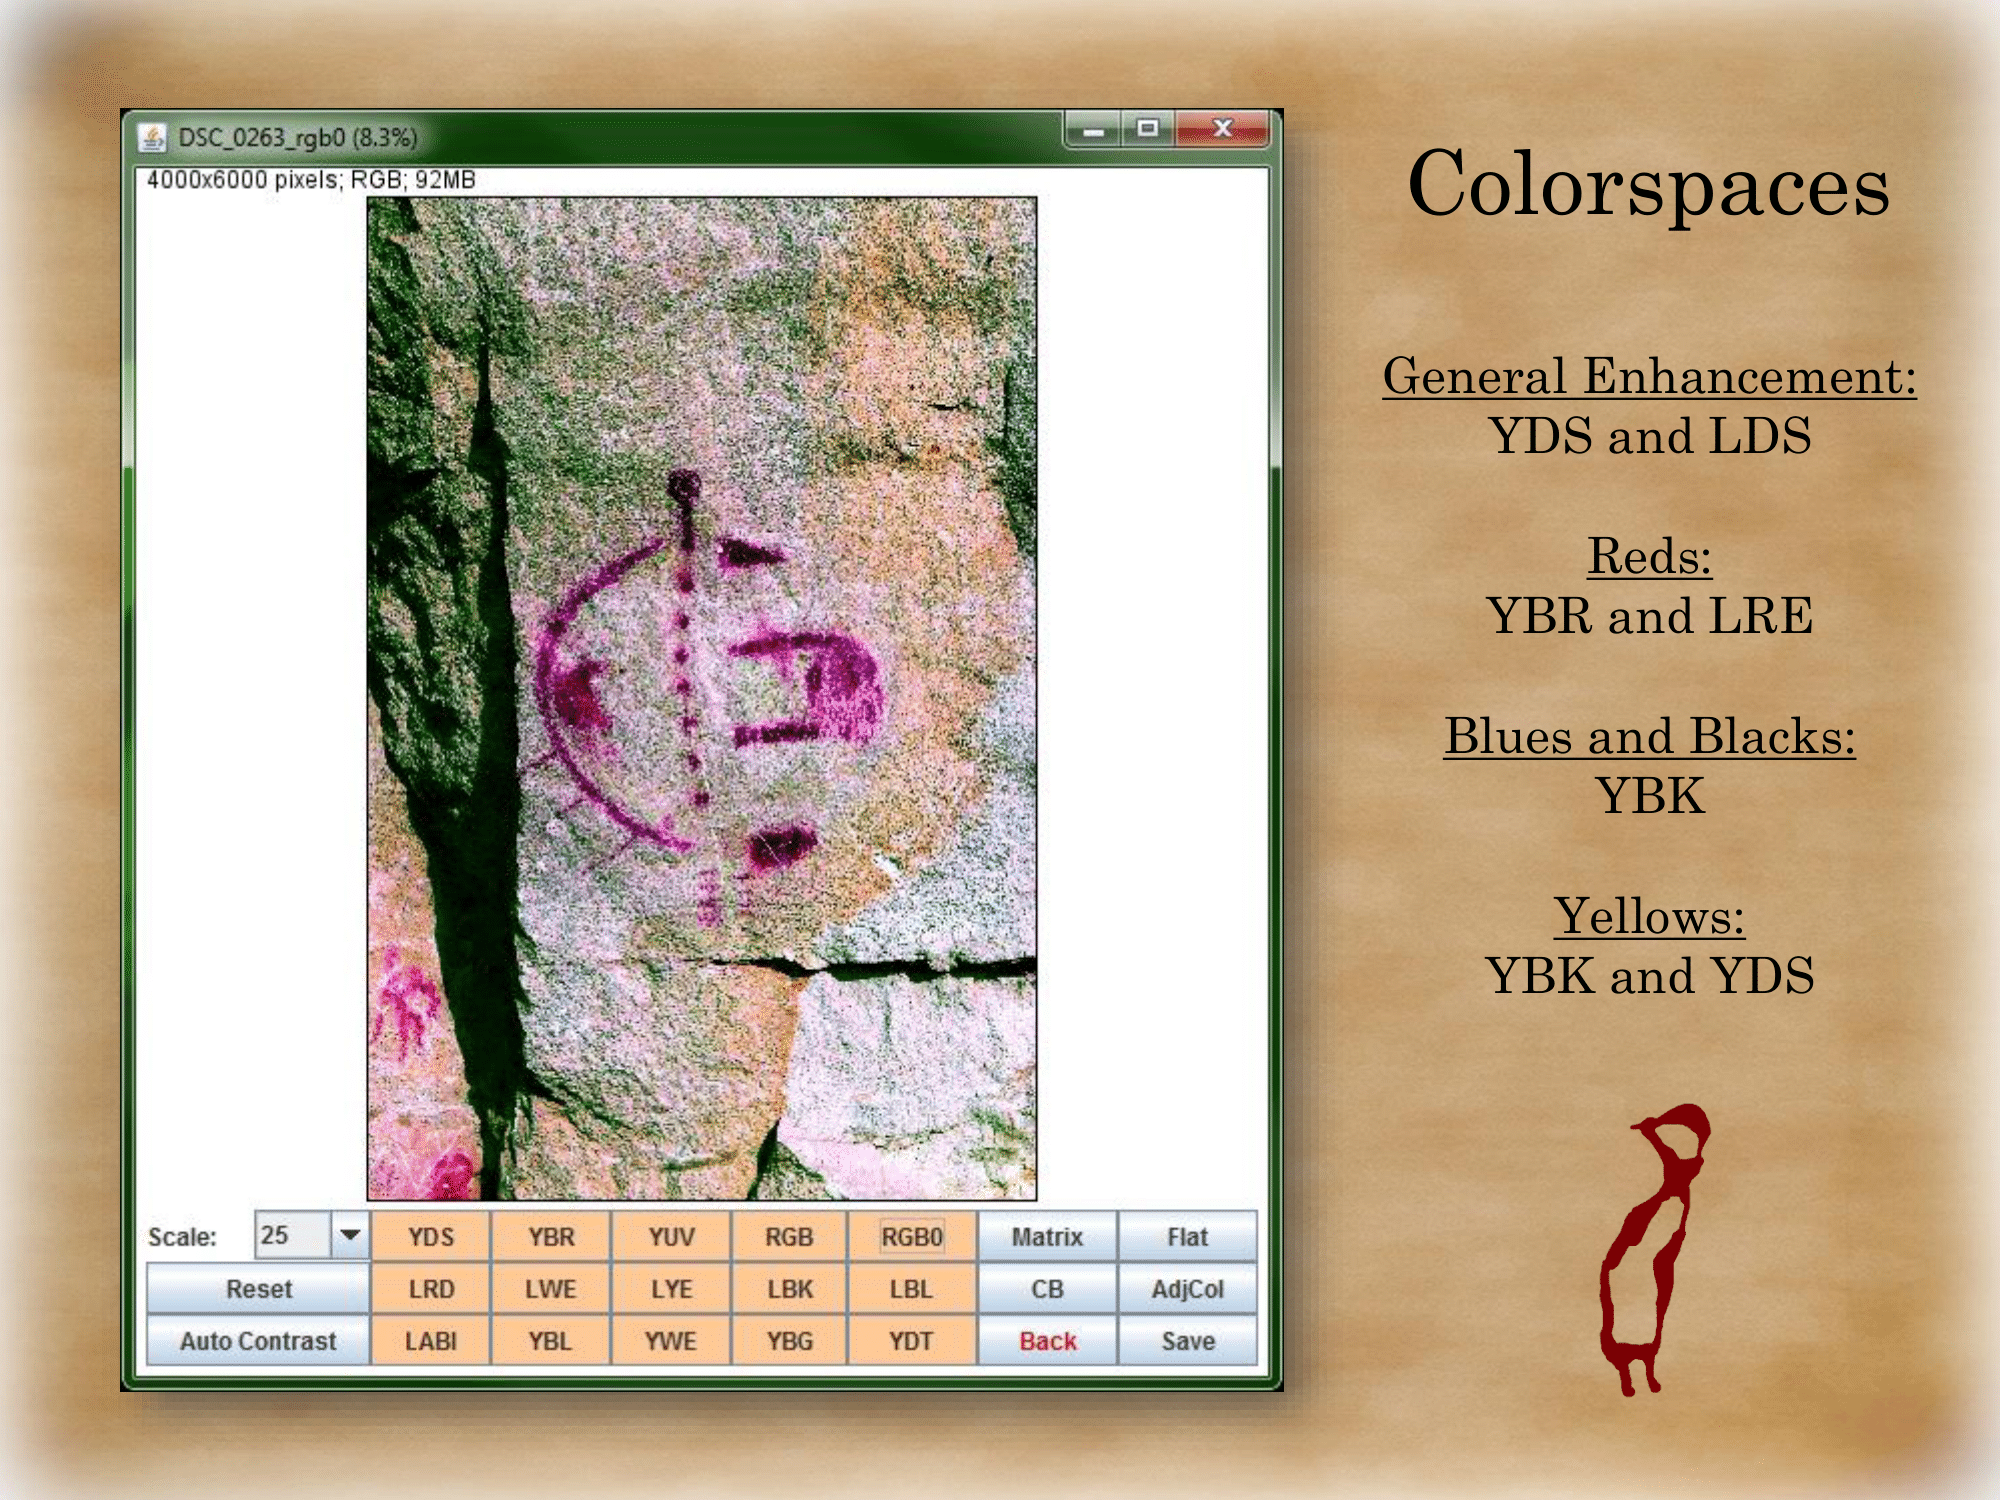 DSC_0263_rgb0 (8.3%)
4000x6000 pixels; RGB; 92MB
Scale: 25 YDS YBR YUV RGB RGB0 Matrix Flat
Reset LRD LWE LYE LBK LBL CB AdjCol
Auto Contrast LABI YBL YWE YBG YDT Back Save
Colorspaces
General Enhancement:
YDS and LDS
Reds:
YBR and LRE
Blues and Blacks:
YBK
Yellows:
YBK and YDS